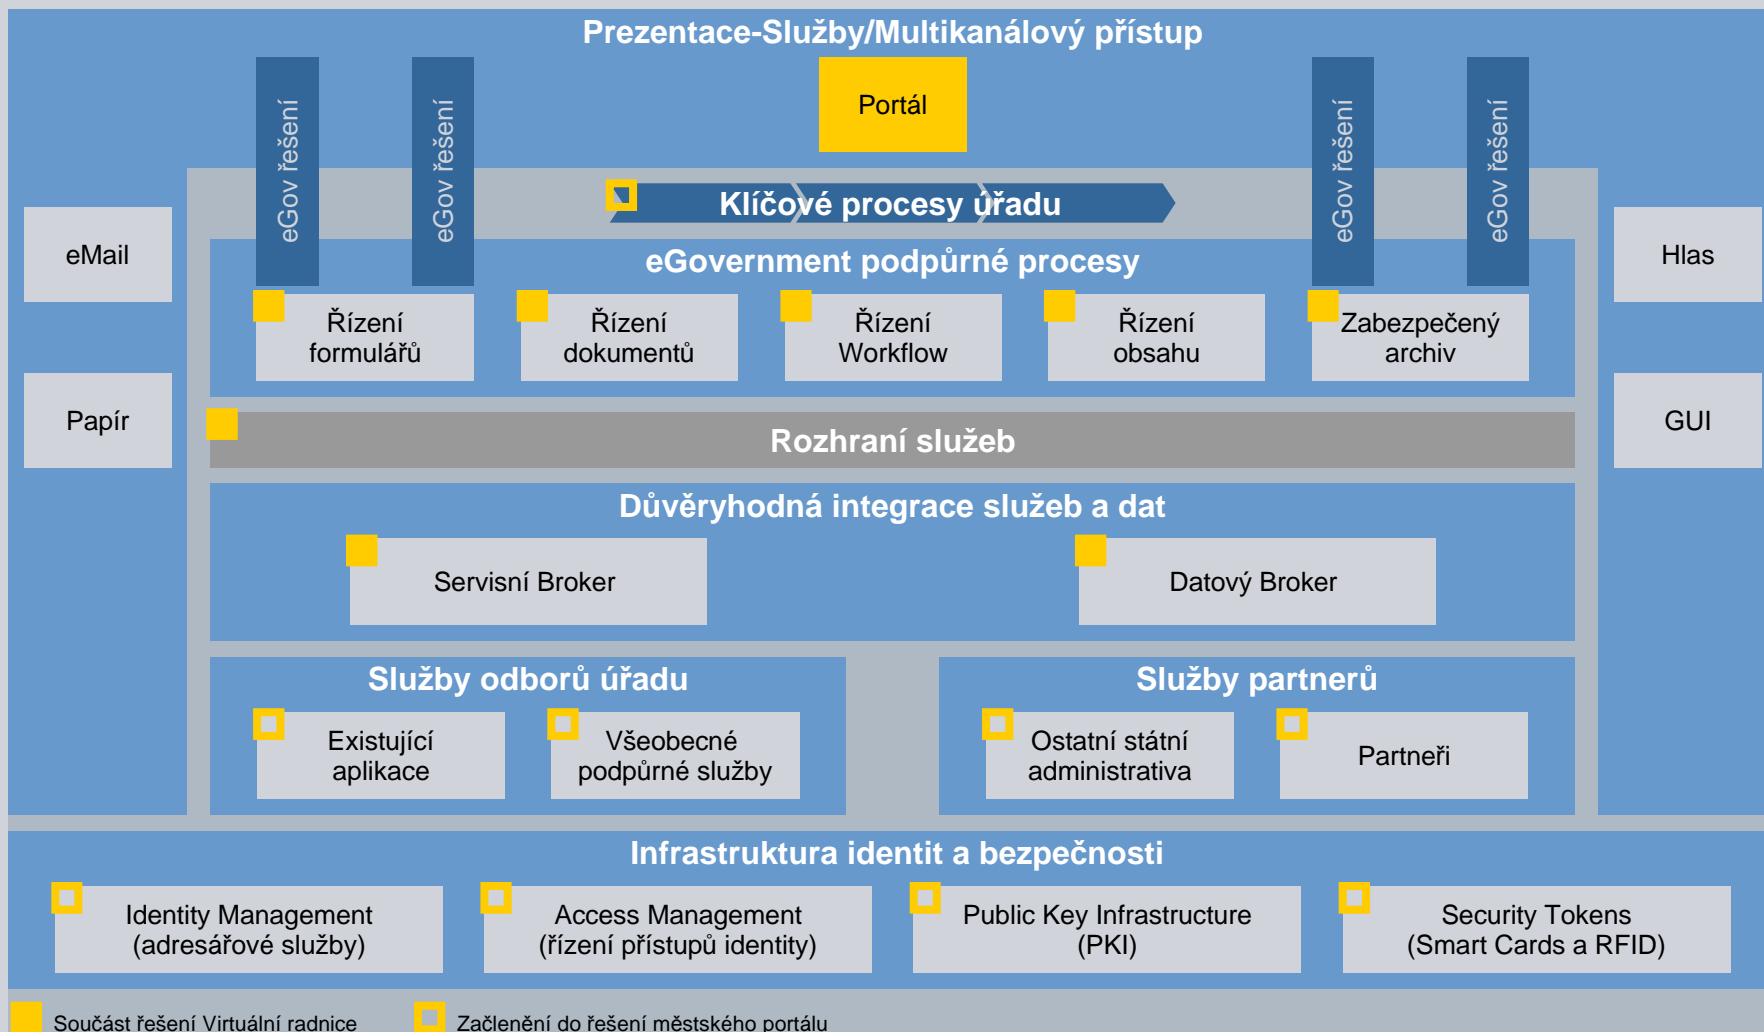 Prezentace-Služby/Multikanálový přístup
Portál
eGov řešení
eGov řešení
eGov řešení
eGov řešení
Klíčové procesy úřadu
eMail
Papír
Hlas
GUI
eGovernment podpůrné procesy
Řízení
formulářů
Řízení
dokumentů
Řízení
Workflow
Řízení
obsahu
Zabezpečený
archiv
Rozhraní služeb
Důvěryhodná integrace služeb a dat
Servisní Broker
Datový Broker
Služby odborů úřadu
Existující
aplikace
Všeobecné
podpůrné služby
Služby partnerů
Ostatní státní
administrativa
Partneři
Infrastruktura identit a bezpečnosti
Identity Management
(adresářové služby)
Access Management
(řízení přístupů identity)
Public Key Infrastructure
(PKI)
Security Tokens
(Smart Cards a RFID)
Součást řešení Virtuální radnice
Začlenění do řešení městského portálu